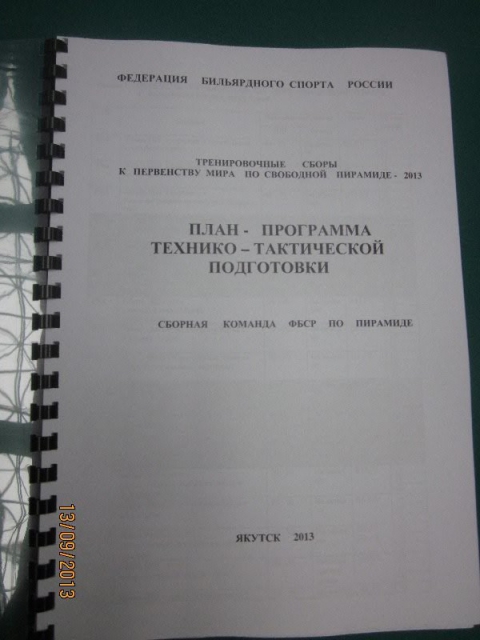 ФЕДЕРАЦИЯ БИЛЬЯРДНОГО СПОРТА РОССИИ
ТРЕНИРОВОЧНЫЕ СБОРЫ
К ПЕРВЕНСТВУ МИРА ПО СВОБОДНОЙ ПИРАМИДЕ - 2013
ПЛАН - ПРОГРАММА
ТЕХНИКО – ТАКТИЧЕСКОЙ
ПОДГОТОВКИ
СБОРНАЯ КОМАНДА ФБСР ПО ПИРАМИДЕ
ЯКУТСК 2013
13/09/2013